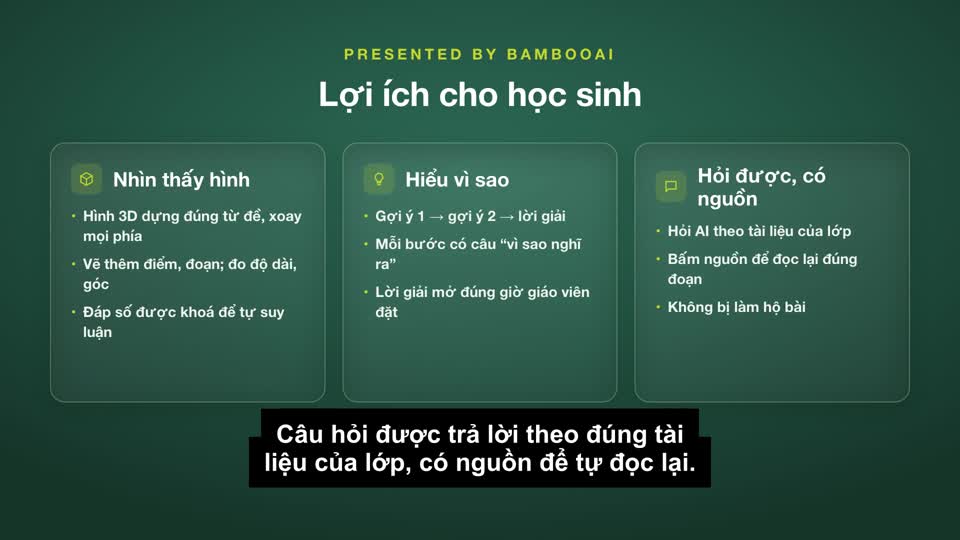 PRESENTED BY BAMBOOAI
Lợi ích cho học sinh
Nhìn thấy hình
• Hình 3D dựng đúng từ đề, xoay
mọi phía
• Vẽ thêm điểm, đoạn; đo độ dài,
góc
• Đáp số được khoá để tự suy
luận
Hiểu vì sao
• Gợi ý 1 → gợi ý 2 → lời giải
• Mỗi bước có câu “vì sao nghĩ
ra”
• Lời giải mở đúng giờ giáo viên
đặt
Hỏi được, có
nguồn
• Hỏi AI theo tài liệu của lớp
• Bấm nguồn để đọc lại đúng
đoạn
• Không bị làm hộ bài
Câu hỏi được trả lời theo đúng tài
liệu của lớp, có nguồn để tự đọc lại.